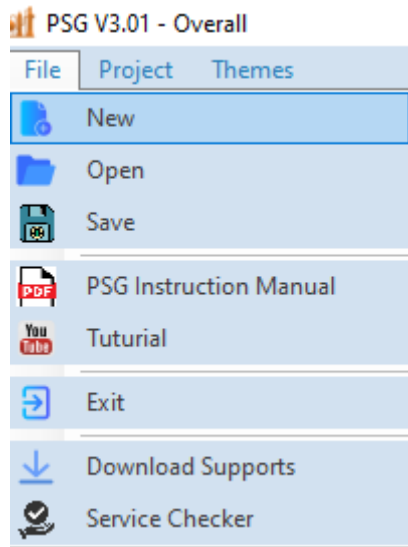 PSG V3.01 - Overall
File Project Themes
New
Open
Save
PDF PSG Instruction Manual
You Tube Tuturial
Exit
Download Supports
Service Checker